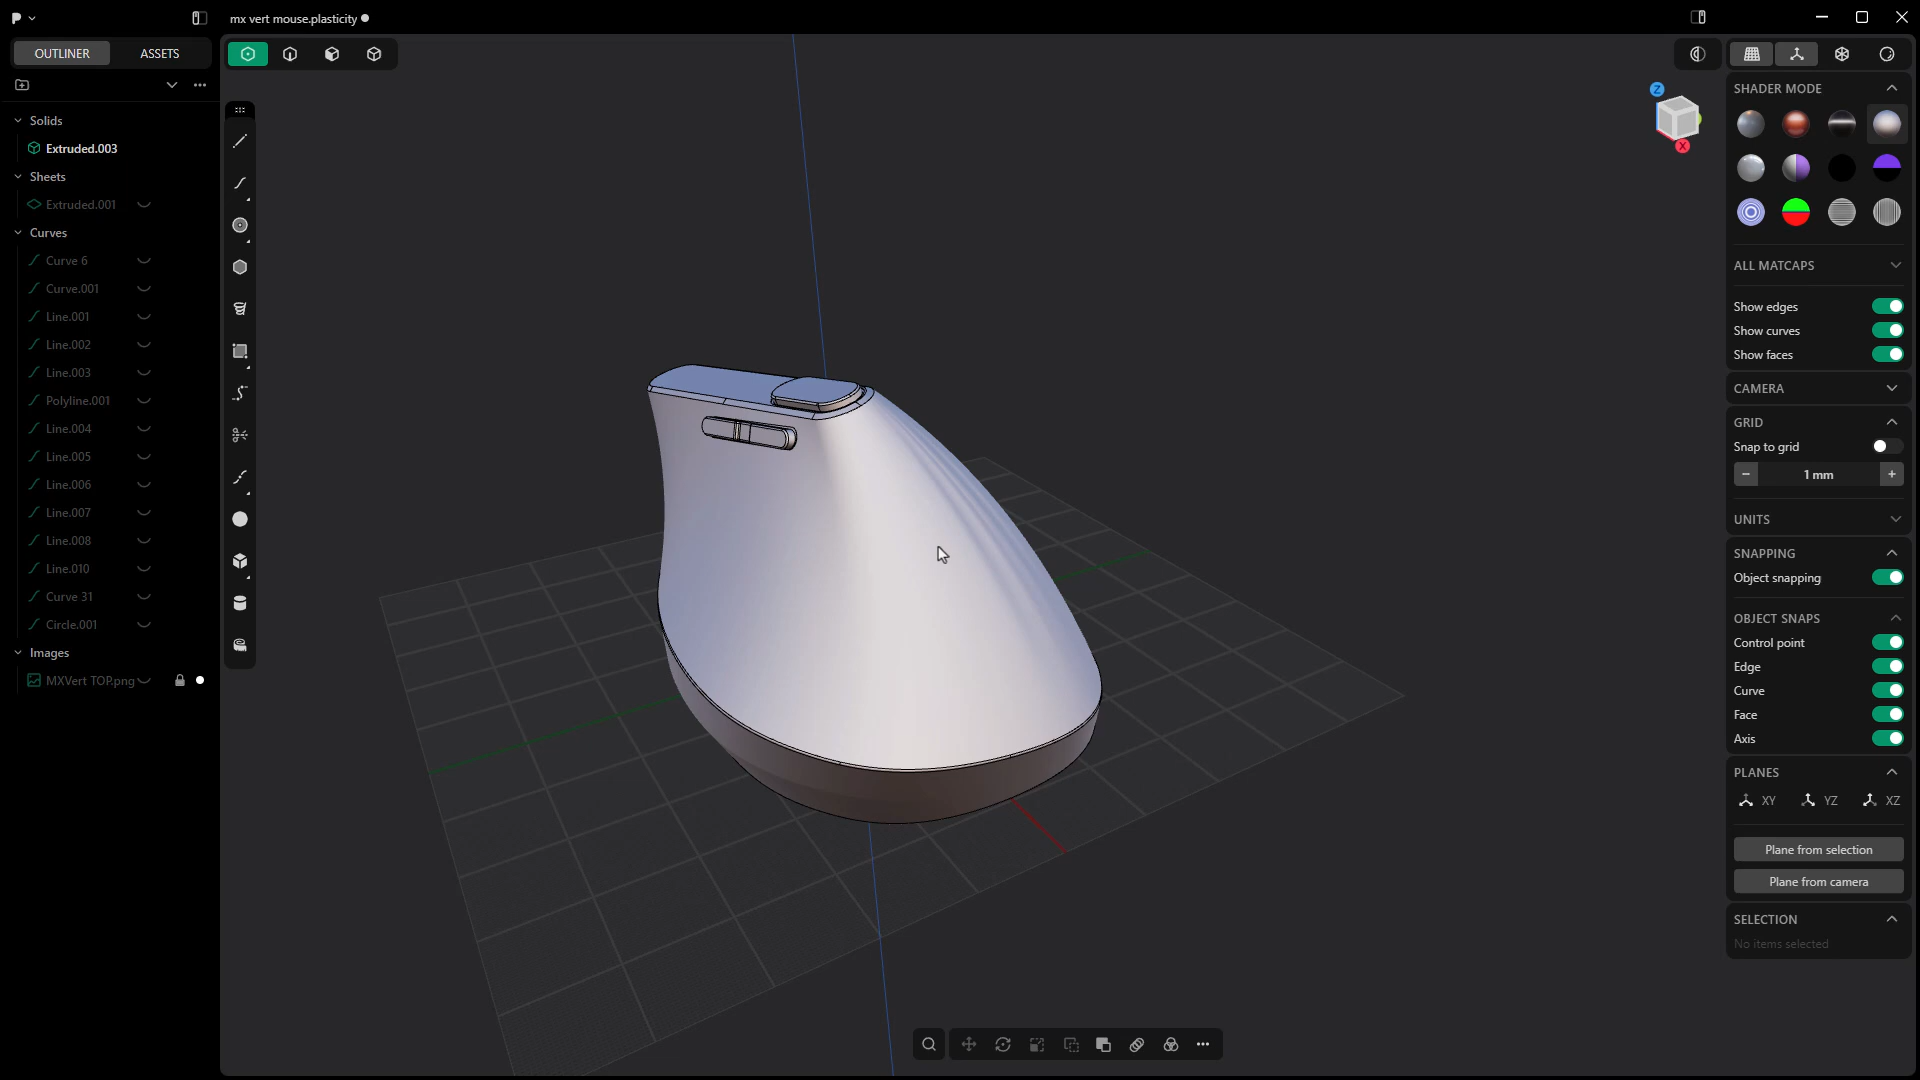 mx vert mouse.plasticity
OUTLINER
ASSETS
Solids
Extruded.003
Sheets
Extruded.001
Curves
Curve 6
Curve.001
Line.001
Line.002
Line.003
Polyline.001
Line.004
Line.005
Line.006
Line.007
Line.008
Line.010
Curve 31
Circle.001
Images
MXVert TOP.png
Z
X
SHADER MODE
ALL MATCAPS
Show edges
Show curves
Show faces
CAMERA
GRID
Snap to grid
− 1 mm +
UNITS
SNAPPING
Object snapping
OBJECT SNAPS
Control point
Edge
Curve
Face
Axis
PLANES
XY YZ XZ
Plane from selection
Plane from camera
SELECTION
No items selected